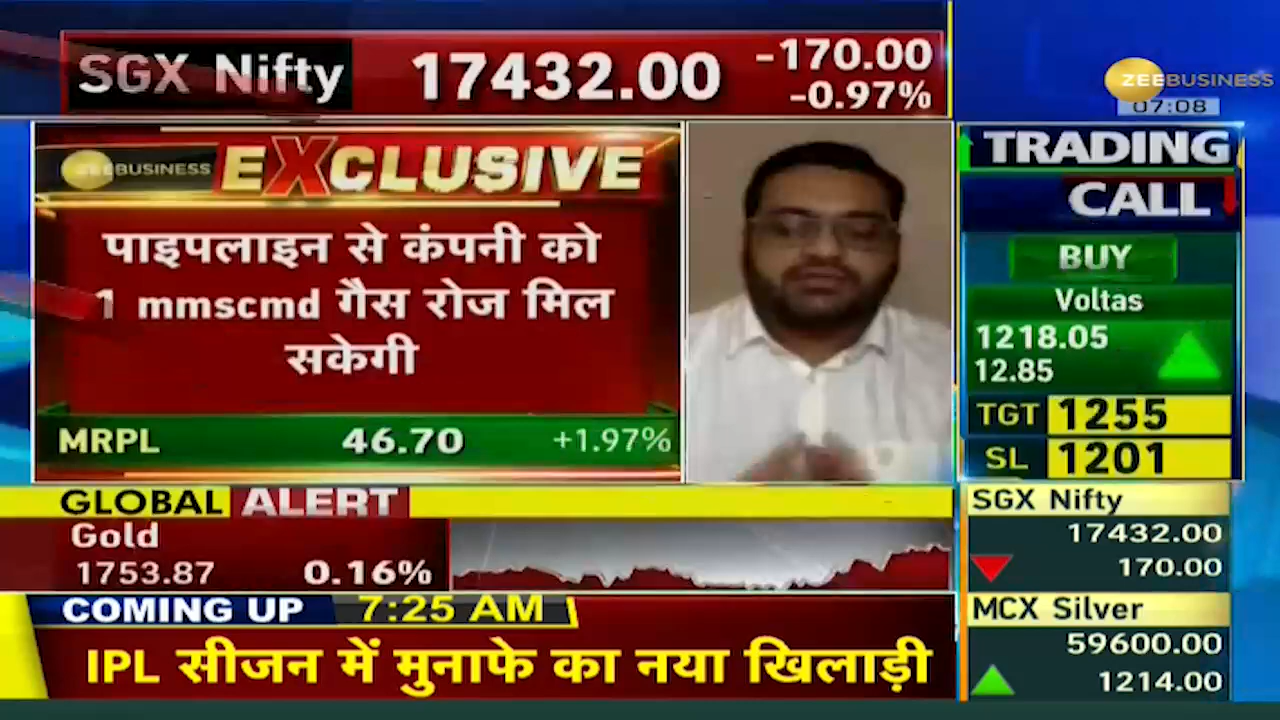 SGX Nifty 17432.00 -170.00
-0.97%
ZEEBUSINESS
07:08
ZEEBUSINESS EXCLUSIVE
पाइपलाइन से कंपनी को
1 mmscmd गैस रोज मिल
सकेगी
MRPL 46.70 +1.97%
TRADING
CALL
BUY
Voltas
1218.05
12.85
TGT 1255
SL 1201
GLOBAL ALERT
Gold
1753.87 0.16%
SGX Nifty
17432.00
170.00
MCX Silver
59600.00
1214.00
COMING UP 7:25 AM
IPL सीजन में मुनाफे का नया खिलाड़ी